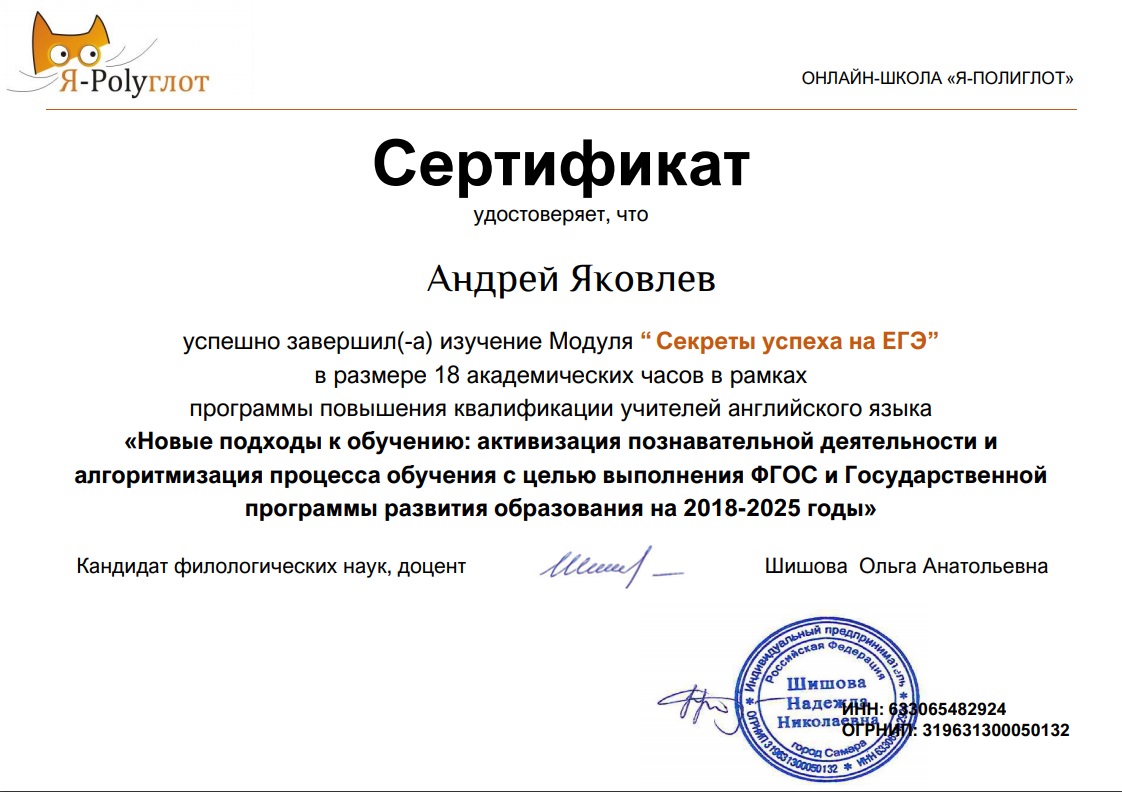 Я-Polyглот
ОНЛАЙН-ШКОЛА «Я-ПОЛИГЛОТ»
Сертификат
удостоверяет, что
Андрей Яковлев
успешно завершил(-а) изучение Модуля “ Секреты успеха на ЕГЭ”
в размере 18 академических часов в рамках
программы повышения квалификации учителей английского языка
«Новые подходы к обучению: активизация познавательной деятельности и
алгоритмизация процесса обучения с целью выполнения ФГОС и Государственной
программы развития образования на 2018-2025 годы»
Кандидат филологических наук, доцент
Шишова Ольга Анатольевна
Индивидуальный предприниматель
Российская Федерация
Шишова
Надежда
Николаевна
город Самара
ОГРНИП 319631300050132
ИНН: 633065482924
ОГРНИП: 319631300050132